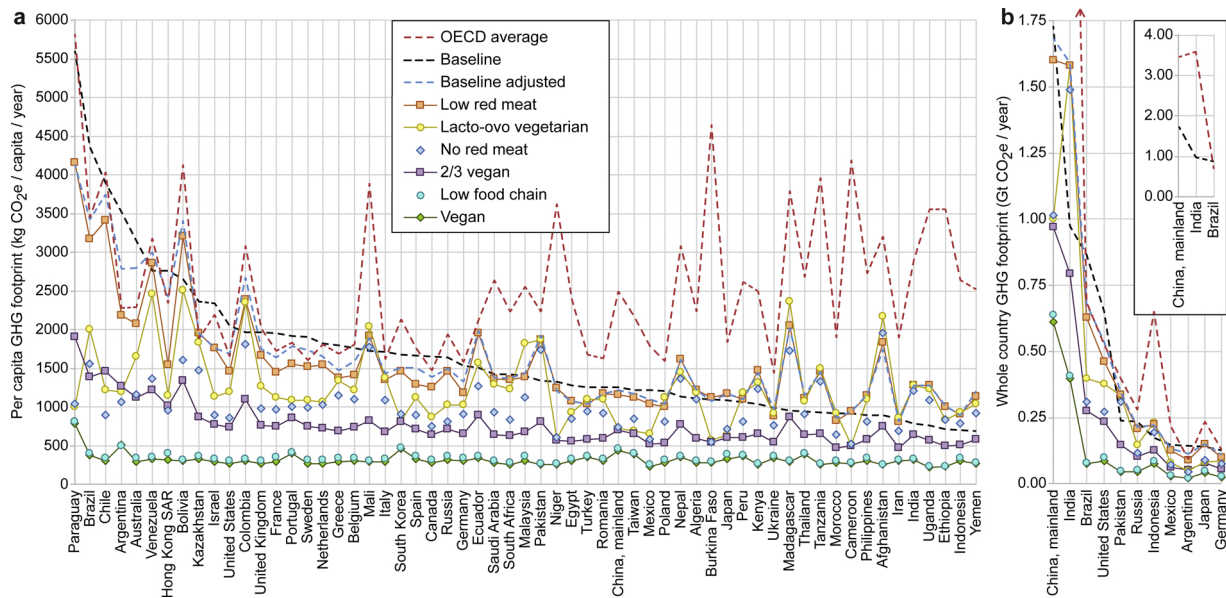 a
Per capita GHG footprint (kg CO2e / capita / year)
6000
5500
5000
4500
4000
3500
3000
2500
2000
1500
1000
500
0
OECD average
Baseline
Baseline adjusted
Low red meat
Lacto-ovo vegetarian
No red meat
2/3 vegan
Low food chain
Vegan
Paraguay
Brazil
Chile
Argentina
Australia
Venezuela
Hong Kong SAR
Bolivia
Kazakhstan
Israel
United States
Colombia
United Kingdom
France
Portugal
Sweden
Netherlands
Greece
Belgium
Mali
Italy
South Korea
Spain
Canada
Russia
Germany
Ecuador
Saudi Arabia
South Africa
Malaysia
Pakistan
Niger
Egypt
Turkey
Romania
China, mainland
Taiwan
Mexico
Poland
Nepal
Algeria
Burkina Faso
Japan
Peru
Kenya
Ukraine
Madagascar
Thailand
Tanzania
Morocco
Cameroon
Philippines
Afghanistan
Iran
India
Uganda
Ethiopia
Indonesia
Yemen
b
Whole country GHG footprint (Gt CO2e / year)
1.75
1.50
1.25
1.00
0.75
0.50
0.25
0.00
4.00
3.00
2.00
1.00
0.00
China, mainland
India
Brazil
China, mainland
India
Brazil
United States
Pakistan
Russia
Indonesia
Mexico
Argentina
Japan
Germany